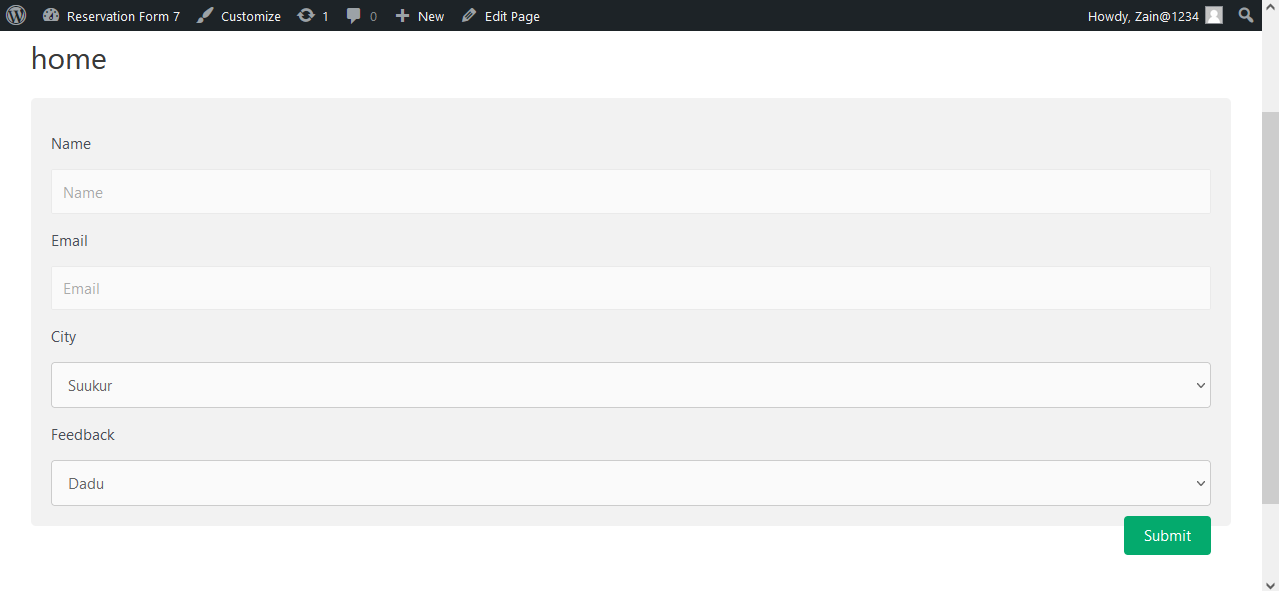 Reservation Form 7 Customize 1 0 New Edit Page Howdy, Zain@1234
home
Name
Name
Email
Email
City
Suukur
Feedback
Dadu
Submit